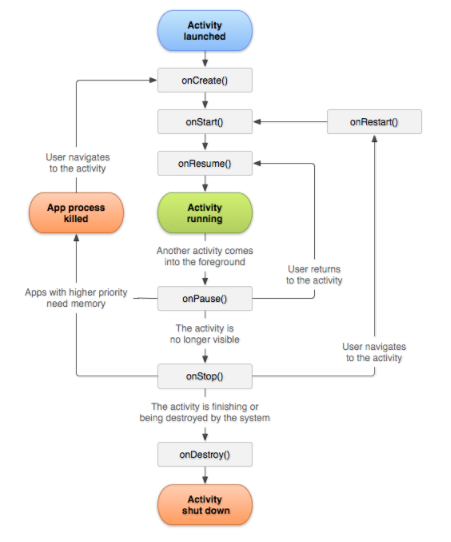 Activity
launched
onCreate()
onStart()
onRestart()
User navigates
to the activity
onResume()
App process
killed
Activity
running
Another activity comes
into the foreground
User returns
to the activity
Apps with higher priority
need memory
onPause()
The activity is
no longer visible
User navigates
to the activity
onStop()
The activity is finishing or
being destroyed by the system
onDestroy()
Activity
shut down